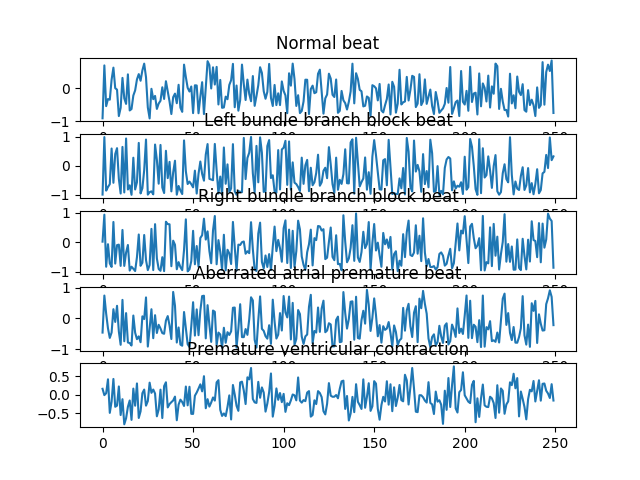 Normal beat
0
−1
Left bundle branch block beat
1
0
−1
Right bundle branch block beat
1
0
−1
Aberrated atrial premature beat
1
0
−1
Premature ventricular contraction
0.5
0.0
−0.5
0 50 100 150 200 250